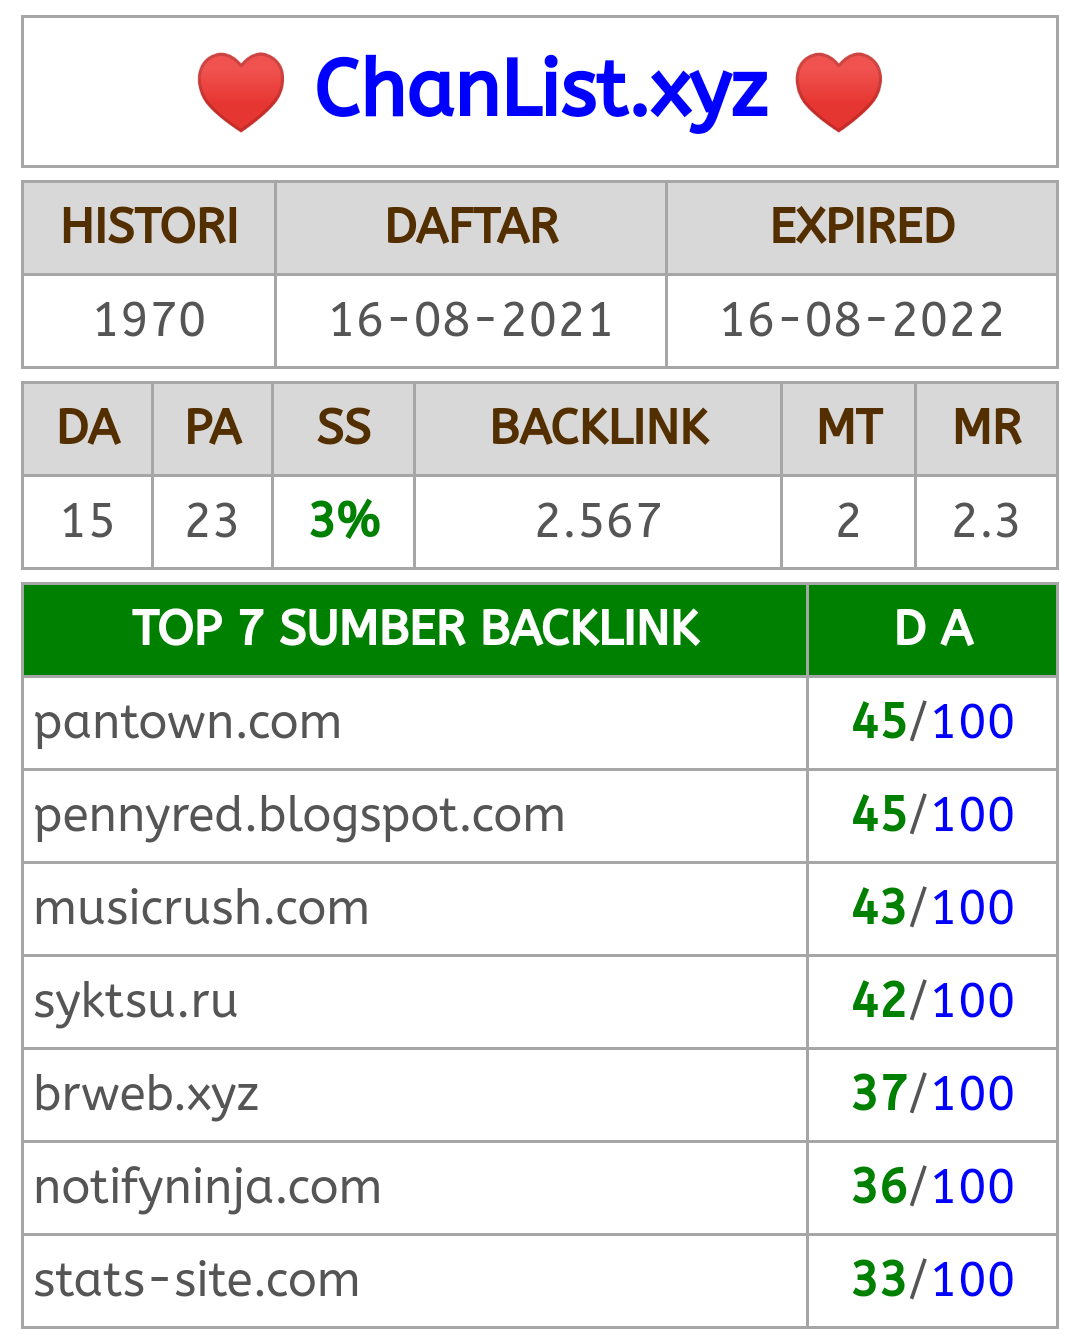 ChanList.xyz
HISTORI DAFTAR EXPIRED
1970 16-08-2021 16-08-2022
DA PA SS BACKLINK MT MR
15 23 3% 2.567 2 2.3
TOP 7 SUMBER BACKLINK D A
pantown.com 45/100
pennyred.blogspot.com 45/100
musicrush.com 43/100
syktsu.ru 42/100
brweb.xyz 37/100
notifyninja.com 36/100
stats-site.com 33/100